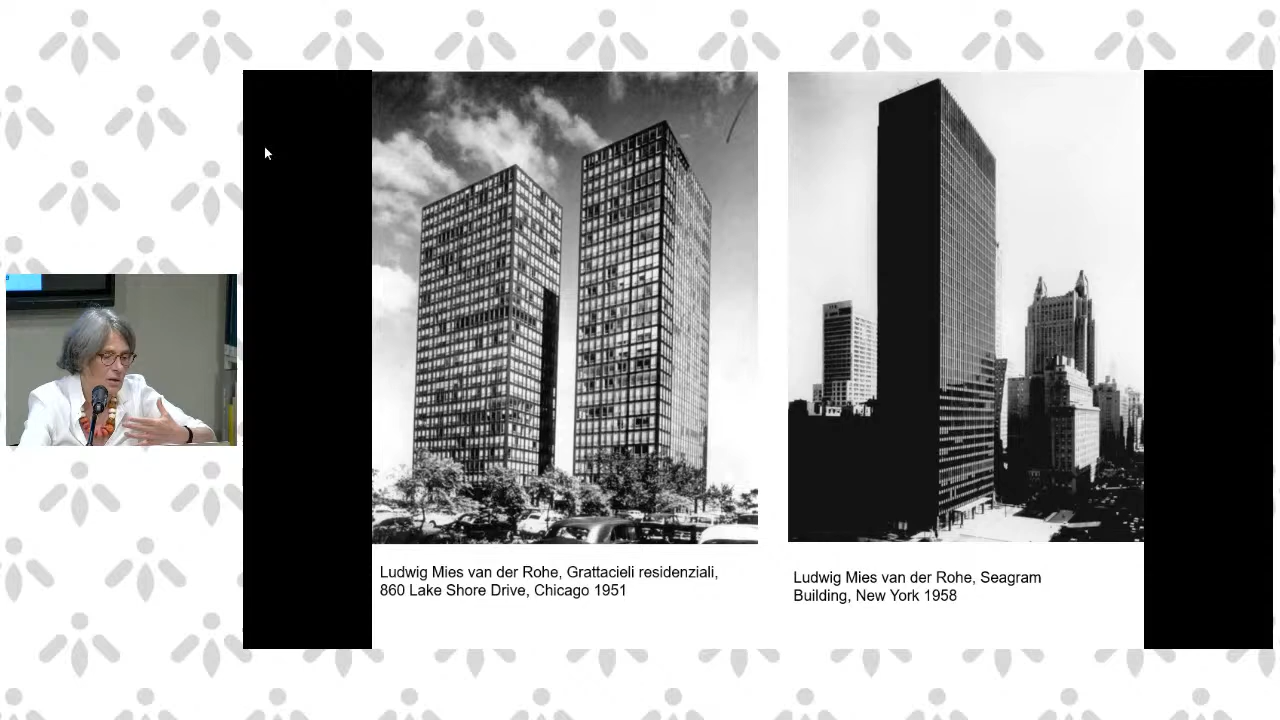 Ludwig Mies van der Rohe, Grattacieli residenziali,
860 Lake Shore Drive, Chicago 1951
Ludwig Mies van der Rohe, Seagram
Building, New York 1958